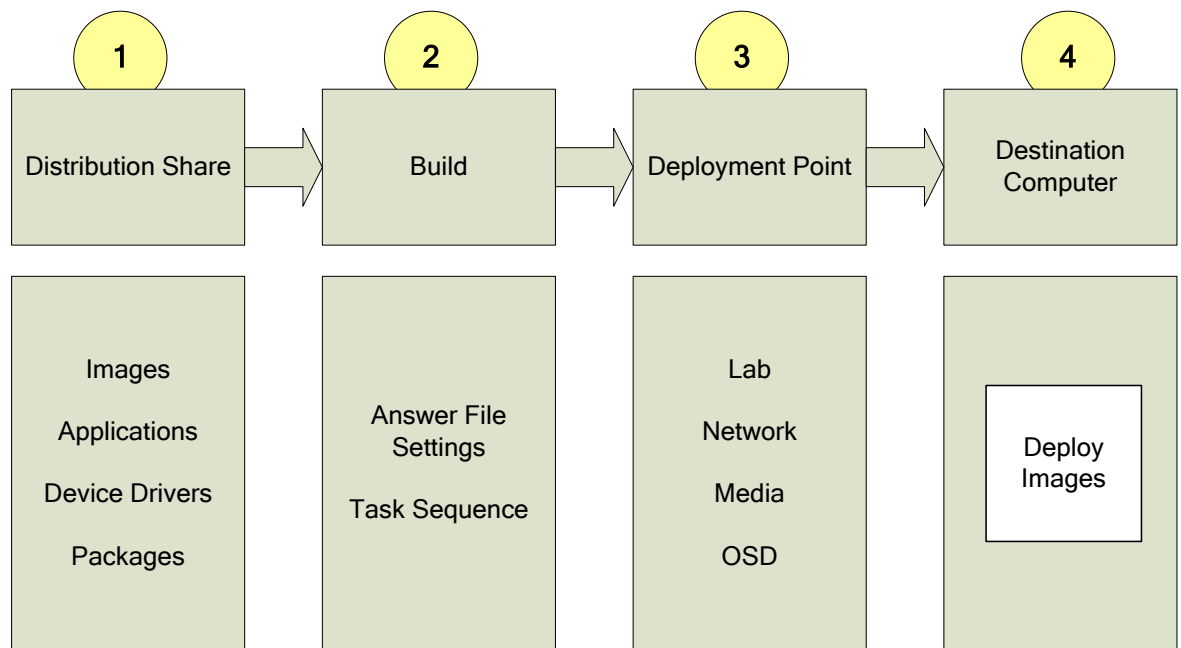 1
2
3
4
Distribution Share
Build
Deployment Point
Destination
Computer
Images
Applications
Device Drivers
Packages
Answer File
Settings
Task Sequence
Lab
Network
Media
OSD
Deploy
Images